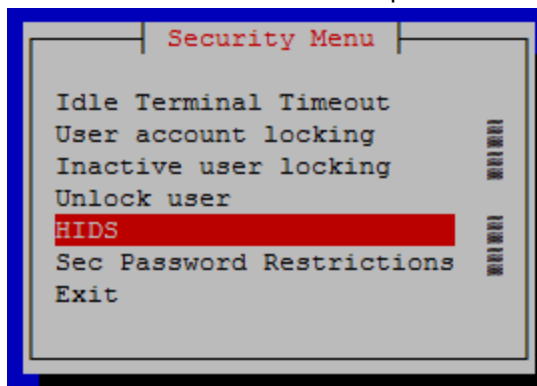 Security Menu
Idle Terminal Timeout
User account locking
Inactive user locking
Unlock user
HIDS
Sec Password Restrictions
Exit